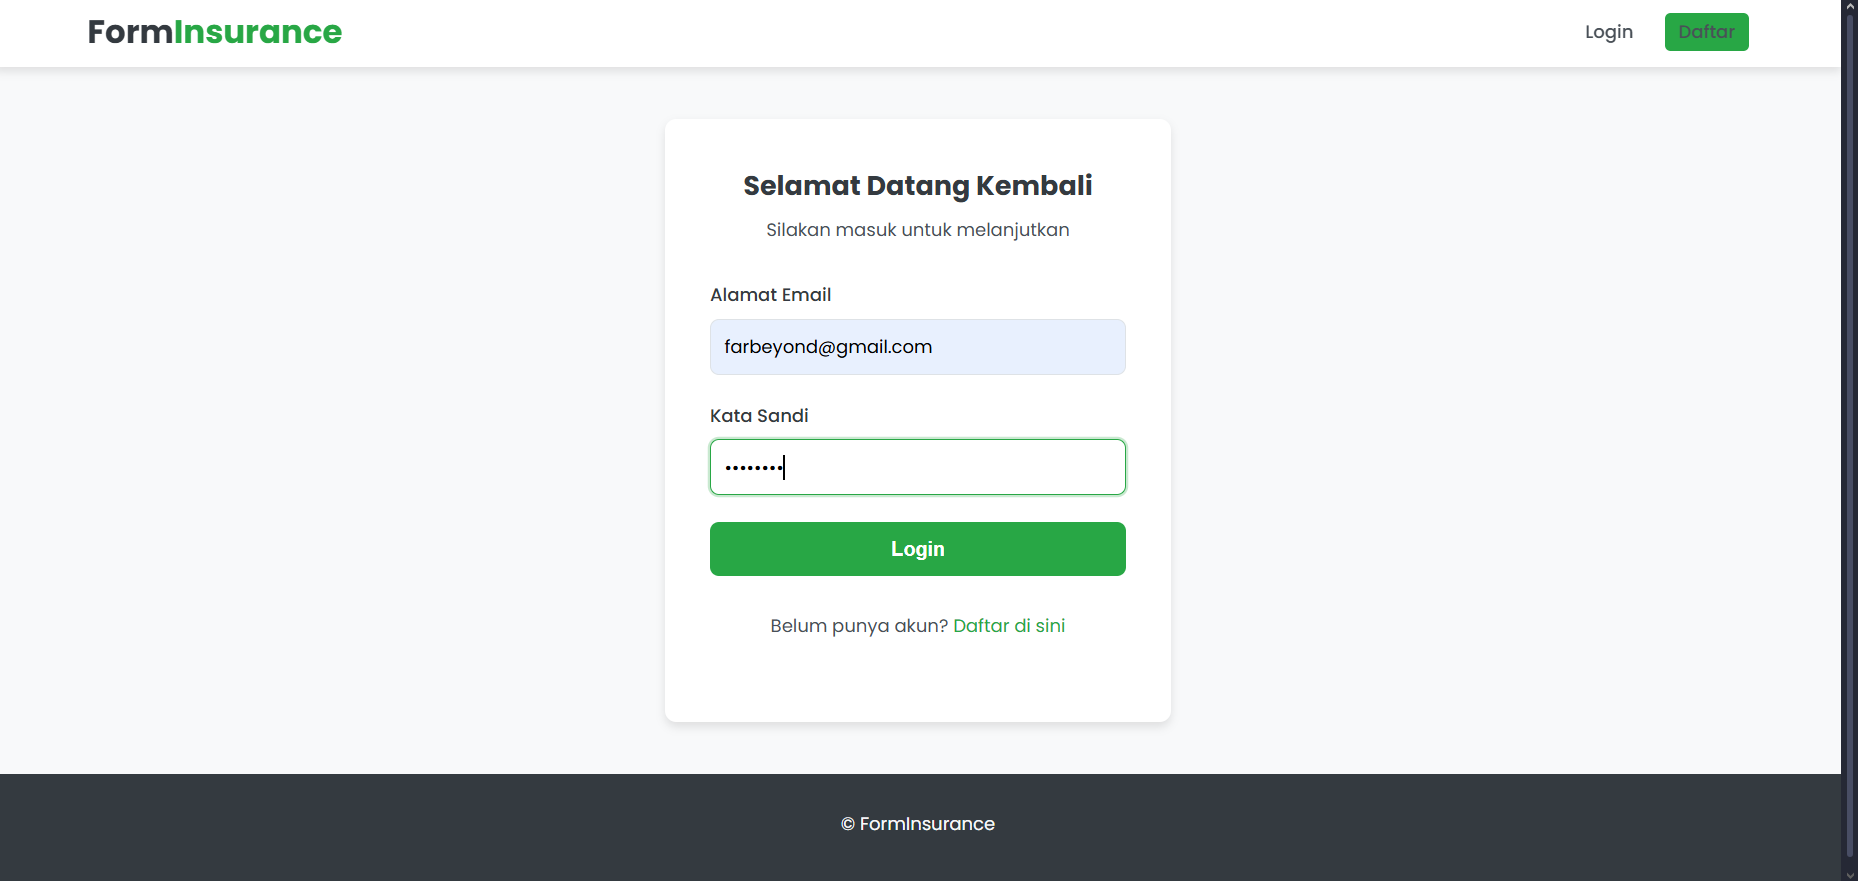 FormInsurance
Login
Daftar
Selamat Datang Kembali
Silakan masuk untuk melanjutkan
Alamat Email
farbeyond@gmail.com
Kata Sandi
••••••••
Login
Belum punya akun? Daftar di sini
© FormInsurance